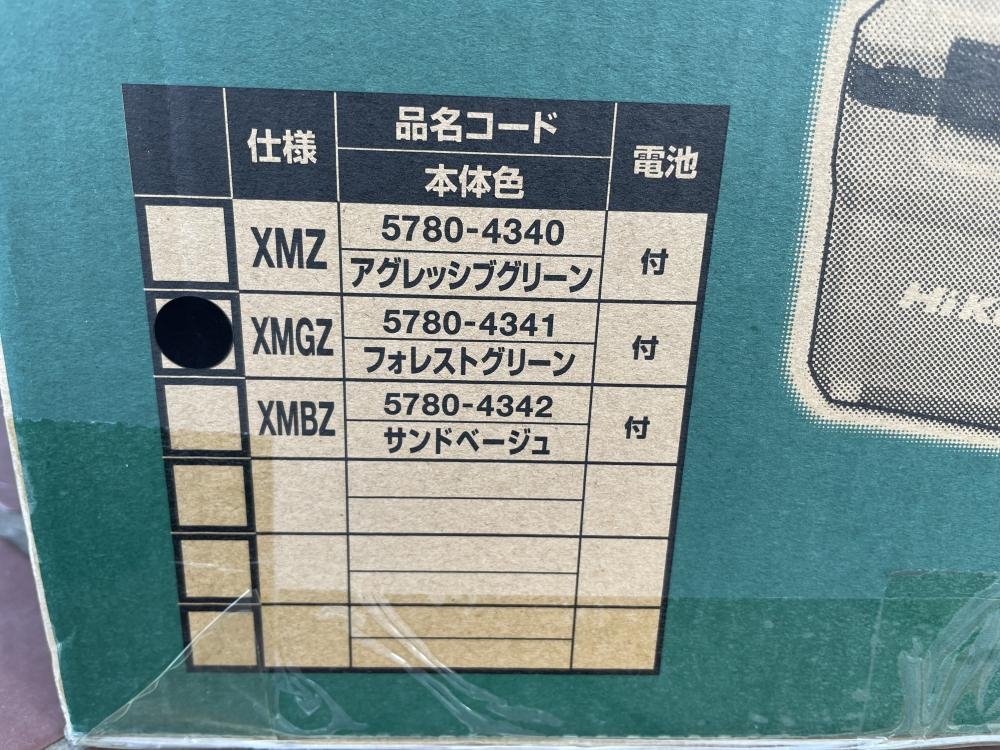 仕様
品名コード
本体色
電池
XMZ
5780-4340
アグレッシブグリーン
付
XMGZ
5780-4341
フォレストグリーン
付
XMBZ
5780-4342
サンドベージュ
付
HiK